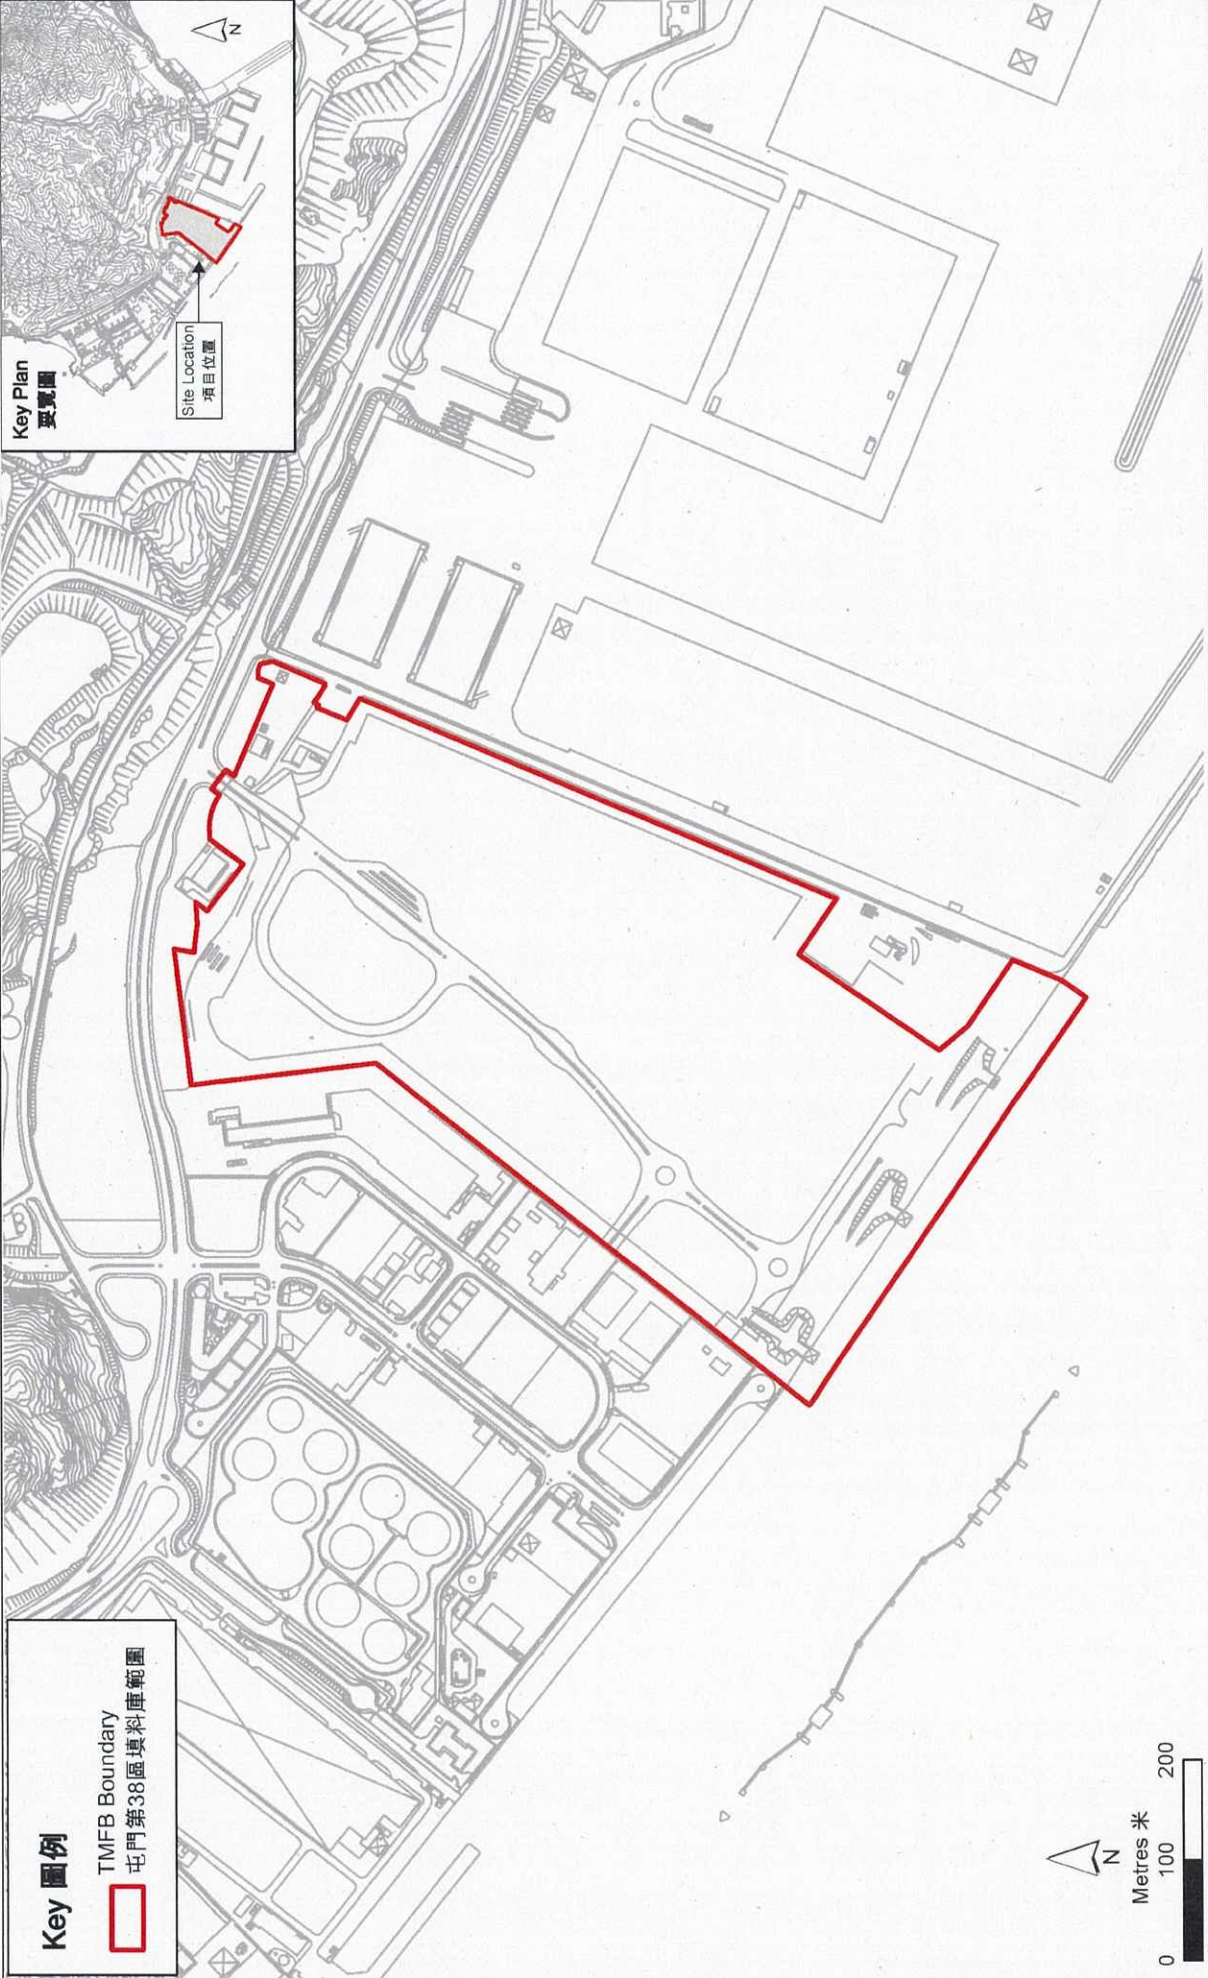 Key 圖例
TMFB Boundary
屯門第38區填料庫範圍
Key Plan
要覽圖
Site Location
項目位置
N
N
Metres 米
0 100 200